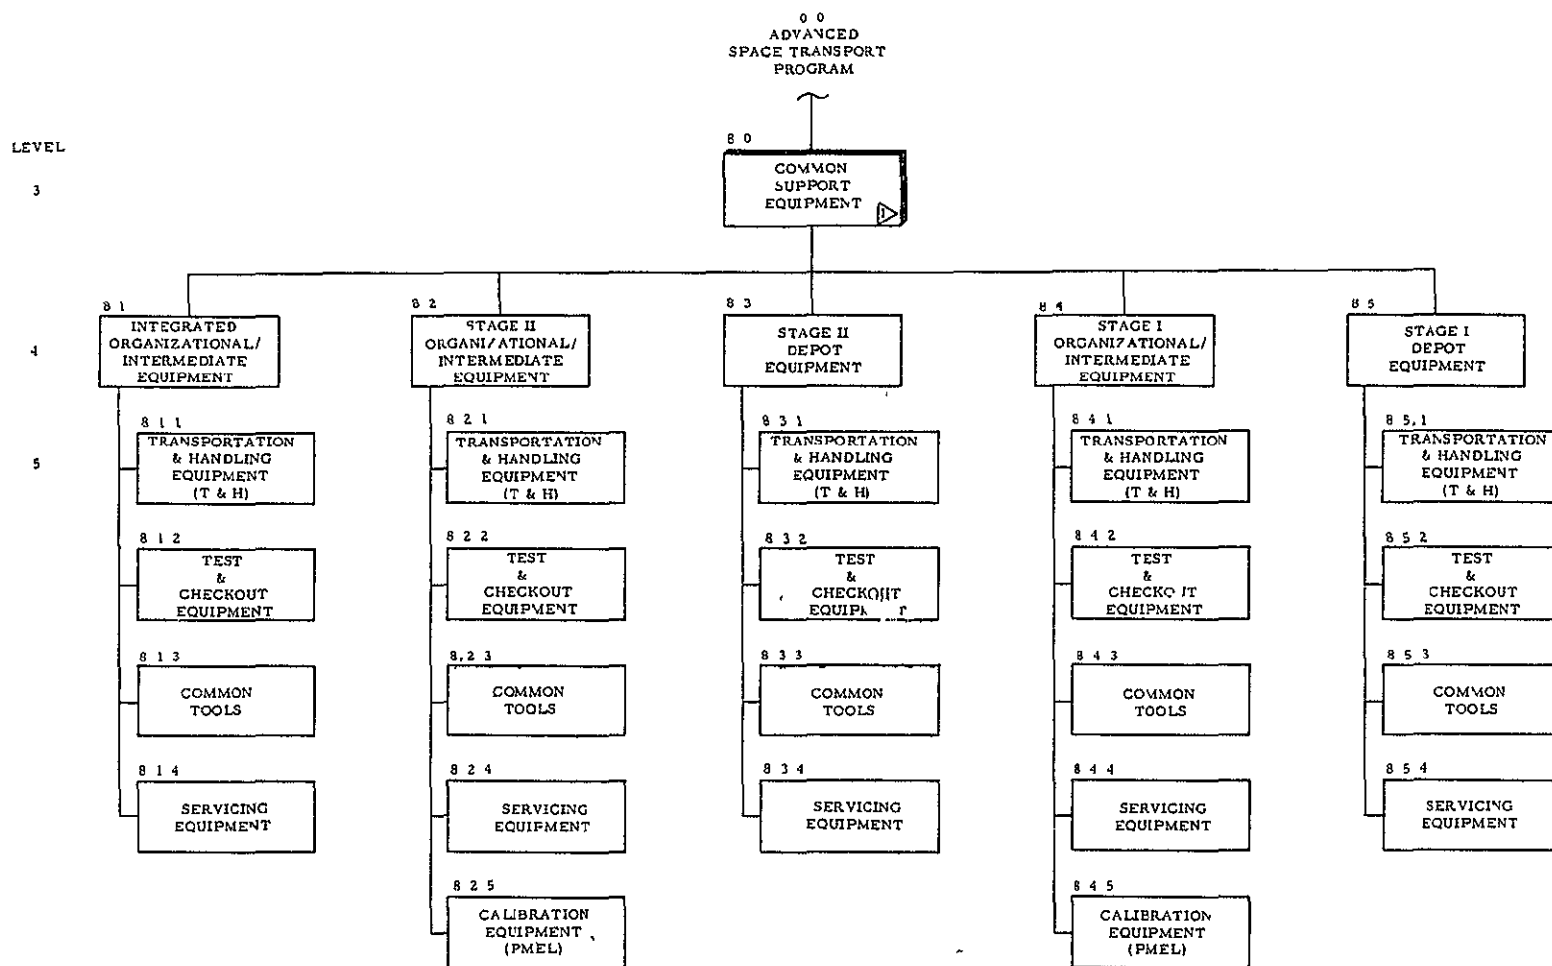 0 0
ADVANCED
SPACE TRANSPORT
PROGRAM
LEVEL
3
8 0
COMMON
SUPPORT
EQUIPMENT
1
4
8 1
INTEGRATED
ORGANIZATIONAL/
INTERMEDIATE
EQUIPMENT
8 2
STAGE II
ORGANIZATIONAL/
INTERMEDIATE
EQUIPMENT
8 3
STAGE II
DEPOT
EQUIPMENT
8 4
STAGE I
ORGANIZATIONAL/
INTERMEDIATE
EQUIPMENT
8 5
STAGE I
DEPOT
EQUIPMENT
5
8 1 1
TRANSPORTATION
& HANDLING
EQUIPMENT
(T & H)
8 2 1
TRANSPORTATION
& HANDLING
EQUIPMENT
(T & H)
8 3 1
TRANSPORTATION
& HANDLING
EQUIPMENT
(T & H)
8 4 1
TRANSPORTATION
& HANDLING
EQUIPMENT
(T & H)
8 5.1
TRANSPORTATION
& HANDLING
EQUIPMENT
(T & H)
8 1 2
TEST
&
CHECKOUT
EQUIPMENT
8 2 2
TEST
&
CHECKOUT
EQUIPMENT
8 3 2
TEST
&
CHECKOUT
8 4 2
TEST
&
CHECKOUT
EQUIPMENT
8 5 2
TEST
&
CHECKOUT
EQUIPMENT
8 1 3
COMMON
TOOLS
8.2 3
COMMON
TOOLS
8 3 3
COMMON
TOOLS
8 4 3
COMMON
TOOLS
8 5 3
COMMON
TOOLS
8 1 4
SERVICING
EQUIPMENT
8 2 4
SERVICING
EQUIPMENT
8 3 4
SERVICING
EQUIPMENT
8 4 4
SERVICING
EQUIPMENT
8 5 4
SERVICING
EQUIPMENT
8 2 5
CALIBRATION
EQUIPMENT
(PMEL)
8 4 5
CALIBRATION
EQUIPMENT
(PMEL)